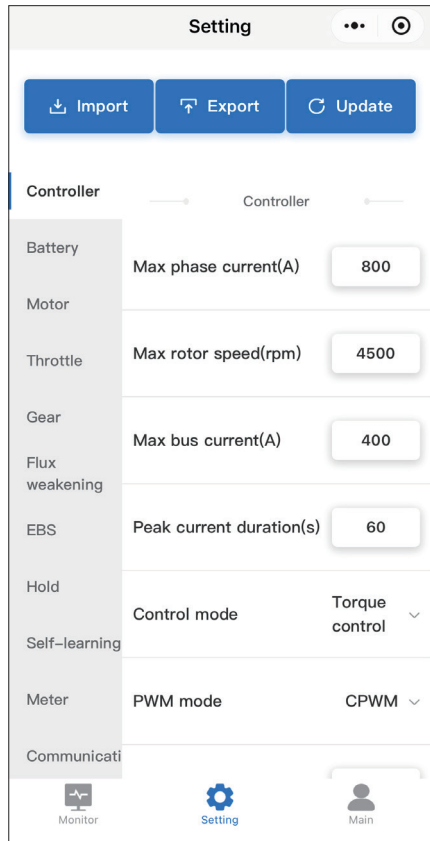 Setting
Import
Export
Update
Controller
Battery
Motor
Throttle
Gear
Flux
weakening
EBS
Hold
Self-learning
Meter
Communicati
Controller
Max phase current(A) 800
Max rotor speed(rpm) 4500
Max bus current(A) 400
Peak current duration(s) 60
Control mode Torque
control
PWM mode CPWM
Monitor
Setting
Main